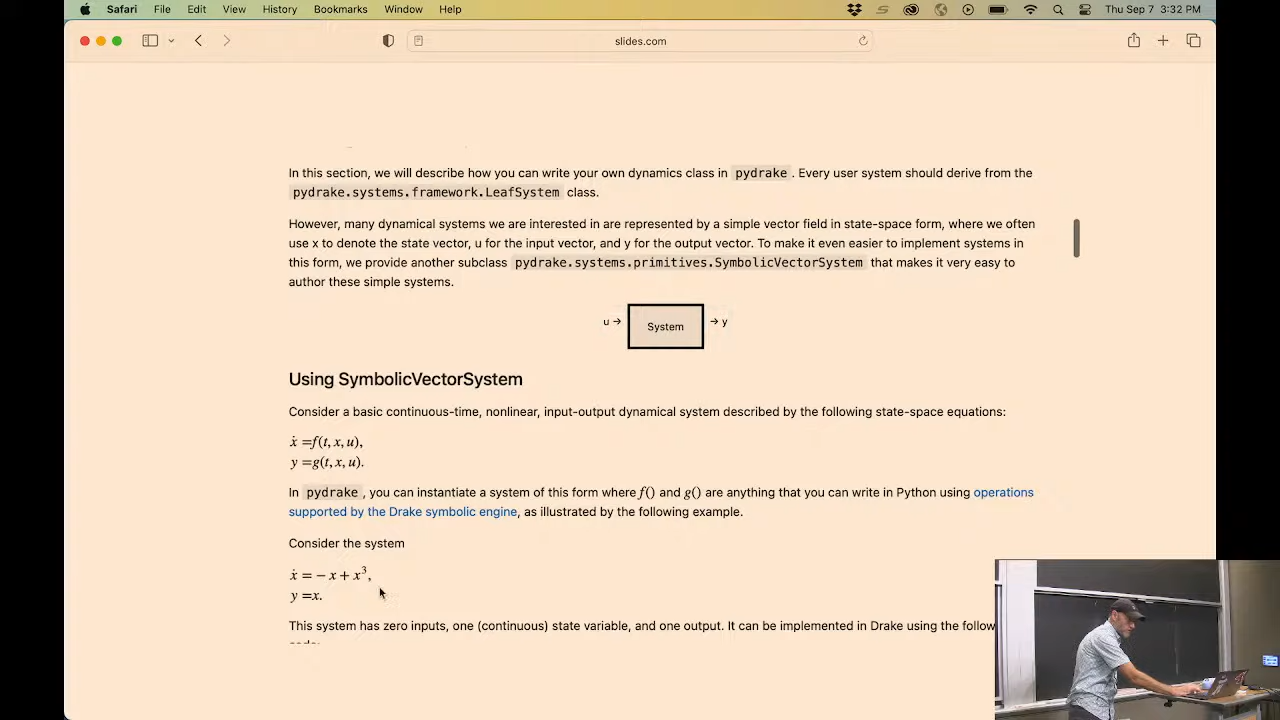 Safari File Edit View History Bookmarks Window Help Thu Sep 7 3:32 PM
slides.com
In this section, we will describe how you can write your own dynamics class in pydrake . Every user system should derive from the
pydrake.systems.framework.LeafSystem class.
However, many dynamical systems we are interested in are represented by a simple vector field in state-space form, where we often
use x to denote the state vector, u for the input vector, and y for the output vector. To make it even easier to implement systems in
this form, we provide another subclass pydrake.systems.primitives.SymbolicVectorSystem that makes it very easy to
author these simple systems.
u → System → y
Using SymbolicVectorSystem
Consider a basic continuous-time, nonlinear, input-output dynamical system described by the following state-space equations:
ẋ =f(t, x, u),
y =g(t, x, u).
In pydrake , you can instantiate a system of this form where f() and g() are anything that you can write in Python using operations
supported by the Drake symbolic engine, as illustrated by the following example.
Consider the system
ẋ = − x + x³,
y =x.
This system has zero inputs, one (continuous) state variable, and one output. It can be implemented in Drake using the follow